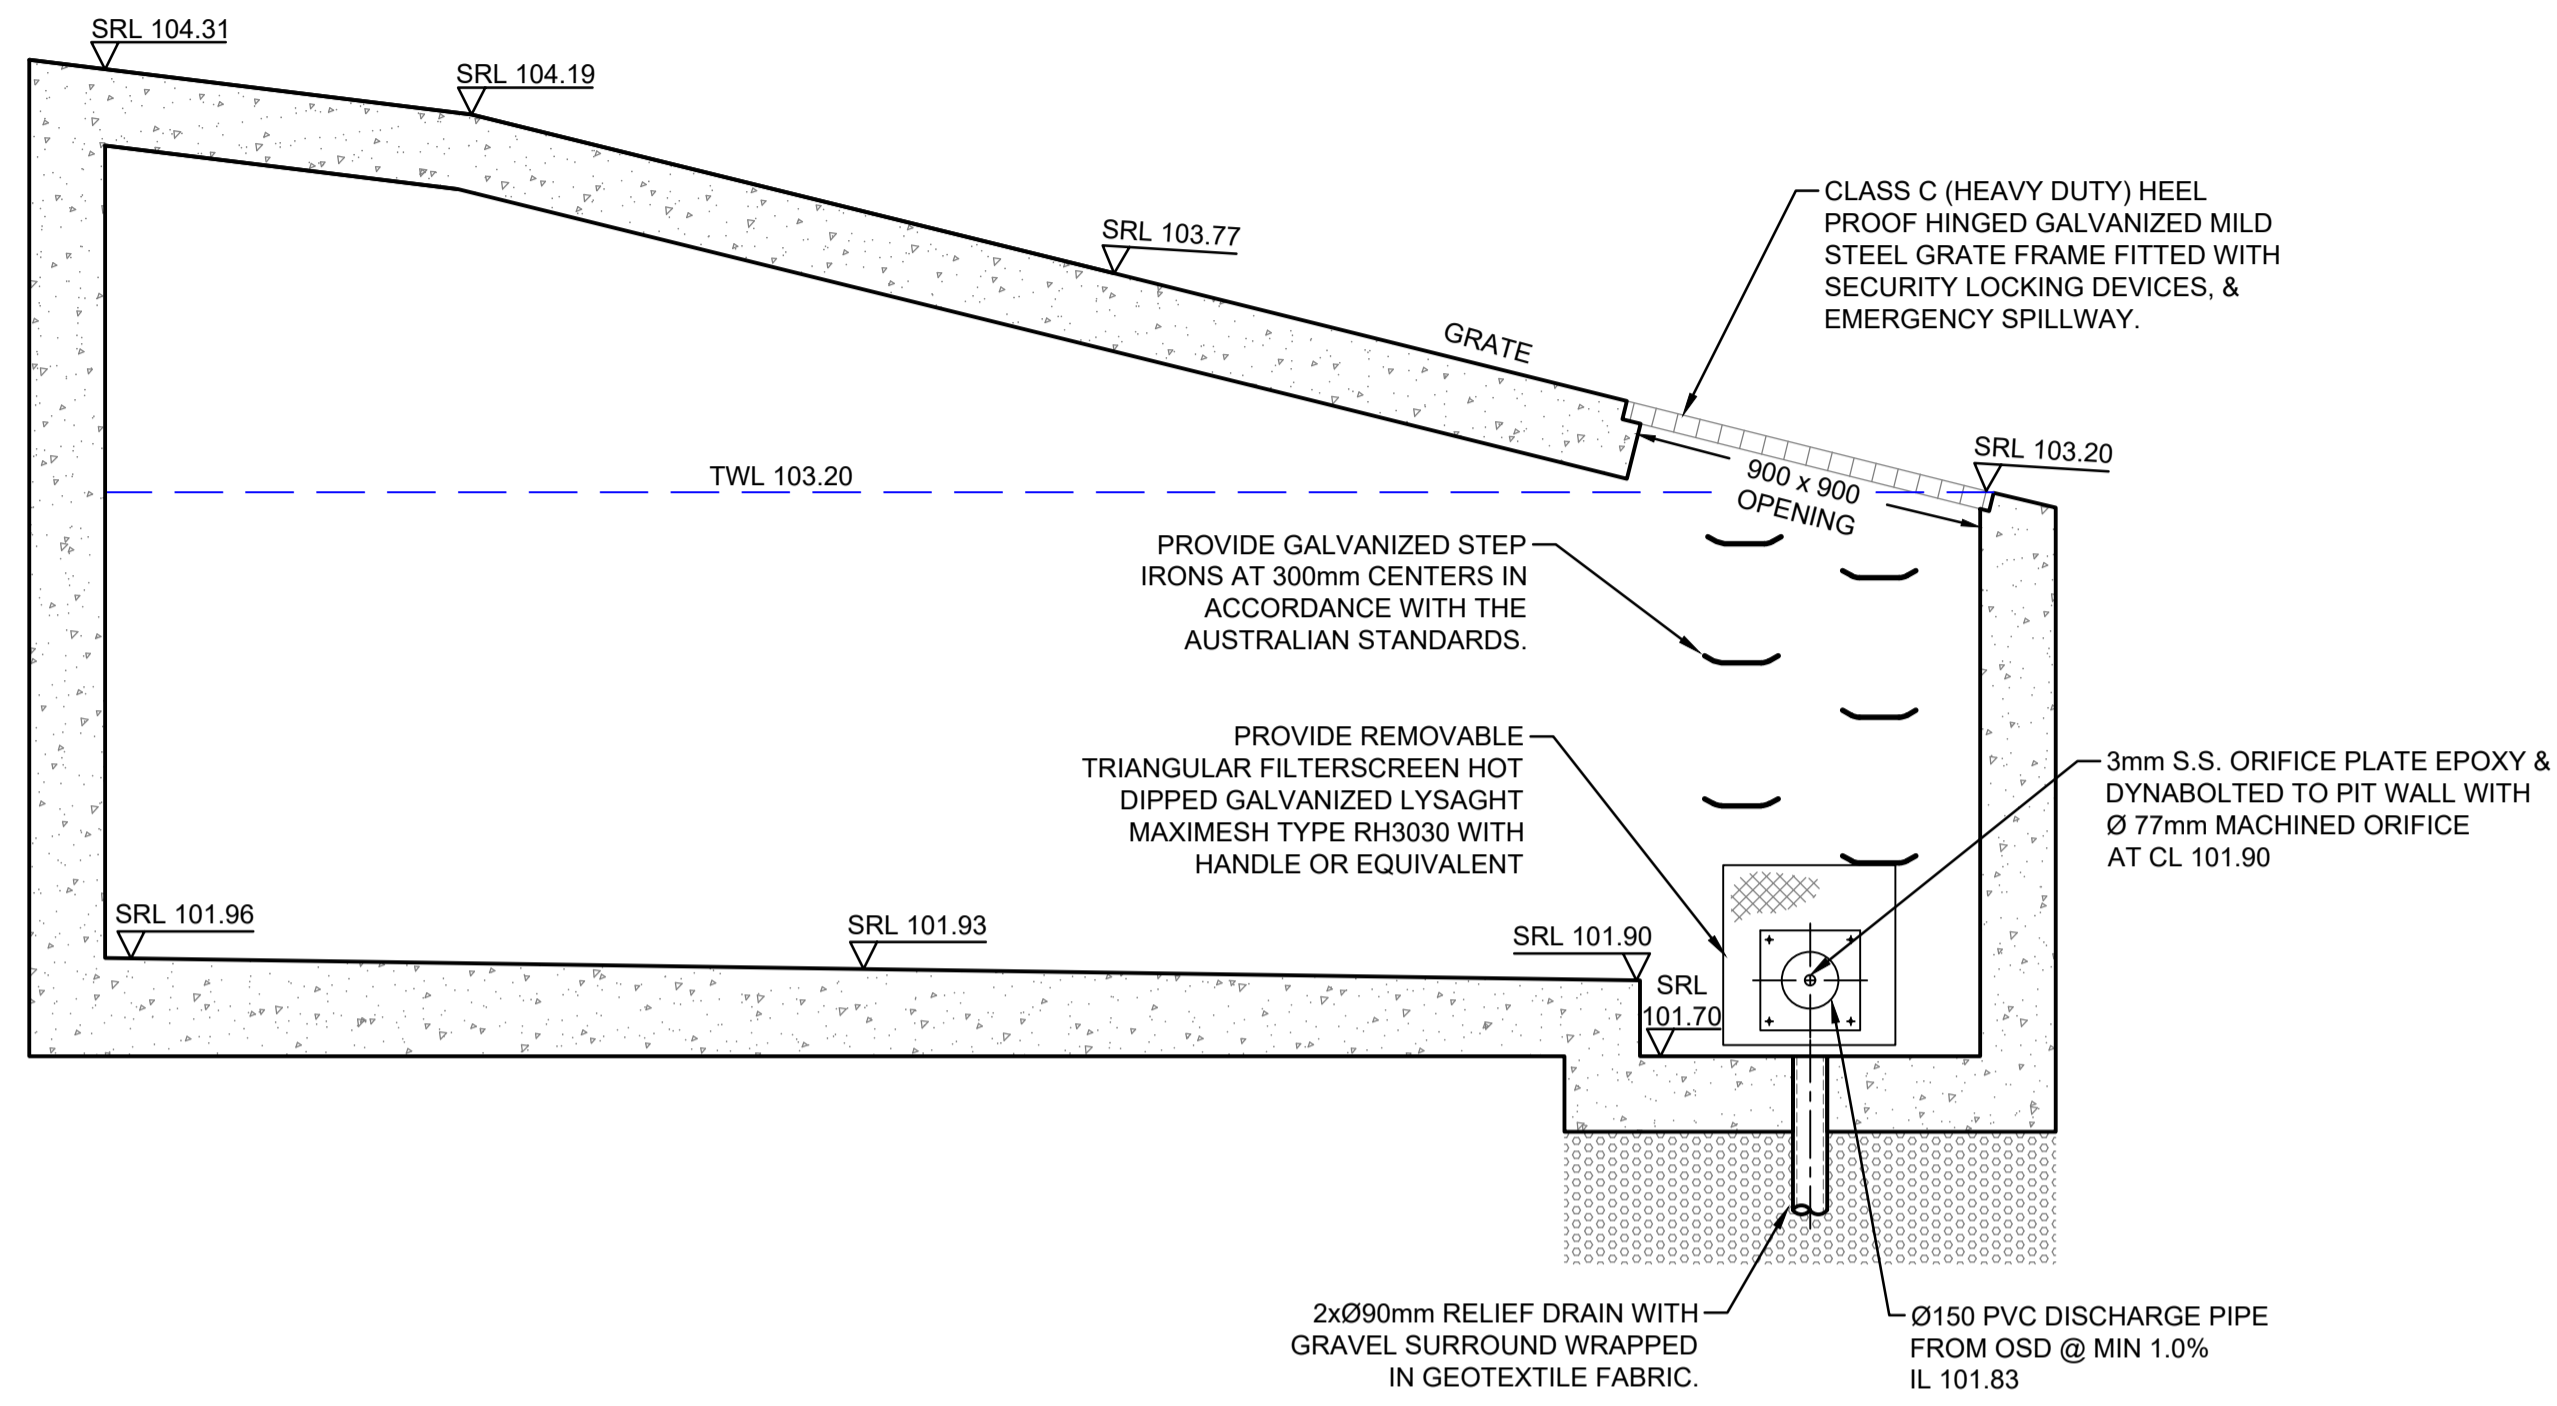 SRL 104.31
SRL 104.19
SRL 103.77
CLASS C (HEAVY DUTY) HEEL
PROOF HINGED GALVANIZED MILD
STEEL GRATE FRAME FITTED WITH
SECURITY LOCKING DEVICES, &
EMERGENCY SPILLWAY.
GRATE
SRL 103.20
TWL 103.20
900 x 900
OPENING
PROVIDE GALVANIZED STEP
IRONS AT 300mm CENTERS IN
ACCORDANCE WITH THE
AUSTRALIAN STANDARDS.
PROVIDE REMOVABLE
TRIANGULAR FILTERSCREEN HOT
DIPPED GALVANIZED LYSAGHT
MAXIMESH TYPE RH3030 WITH
HANDLE OR EQUIVALENT
3mm S.S. ORIFICE PLATE EPOXY &
DYNABOLTED TO PIT WALL WITH
Ø 77mm MACHINED ORIFICE
AT CL 101.90
SRL 101.96
SRL 101.93
SRL 101.90
SRL
101.70
2xØ90mm RELIEF DRAIN WITH
GRAVEL SURROUND WRAPPED
IN GEOTEXTILE FABRIC.
Ø150 PVC DISCHARGE PIPE
FROM OSD @ MIN 1.0%
IL 101.83